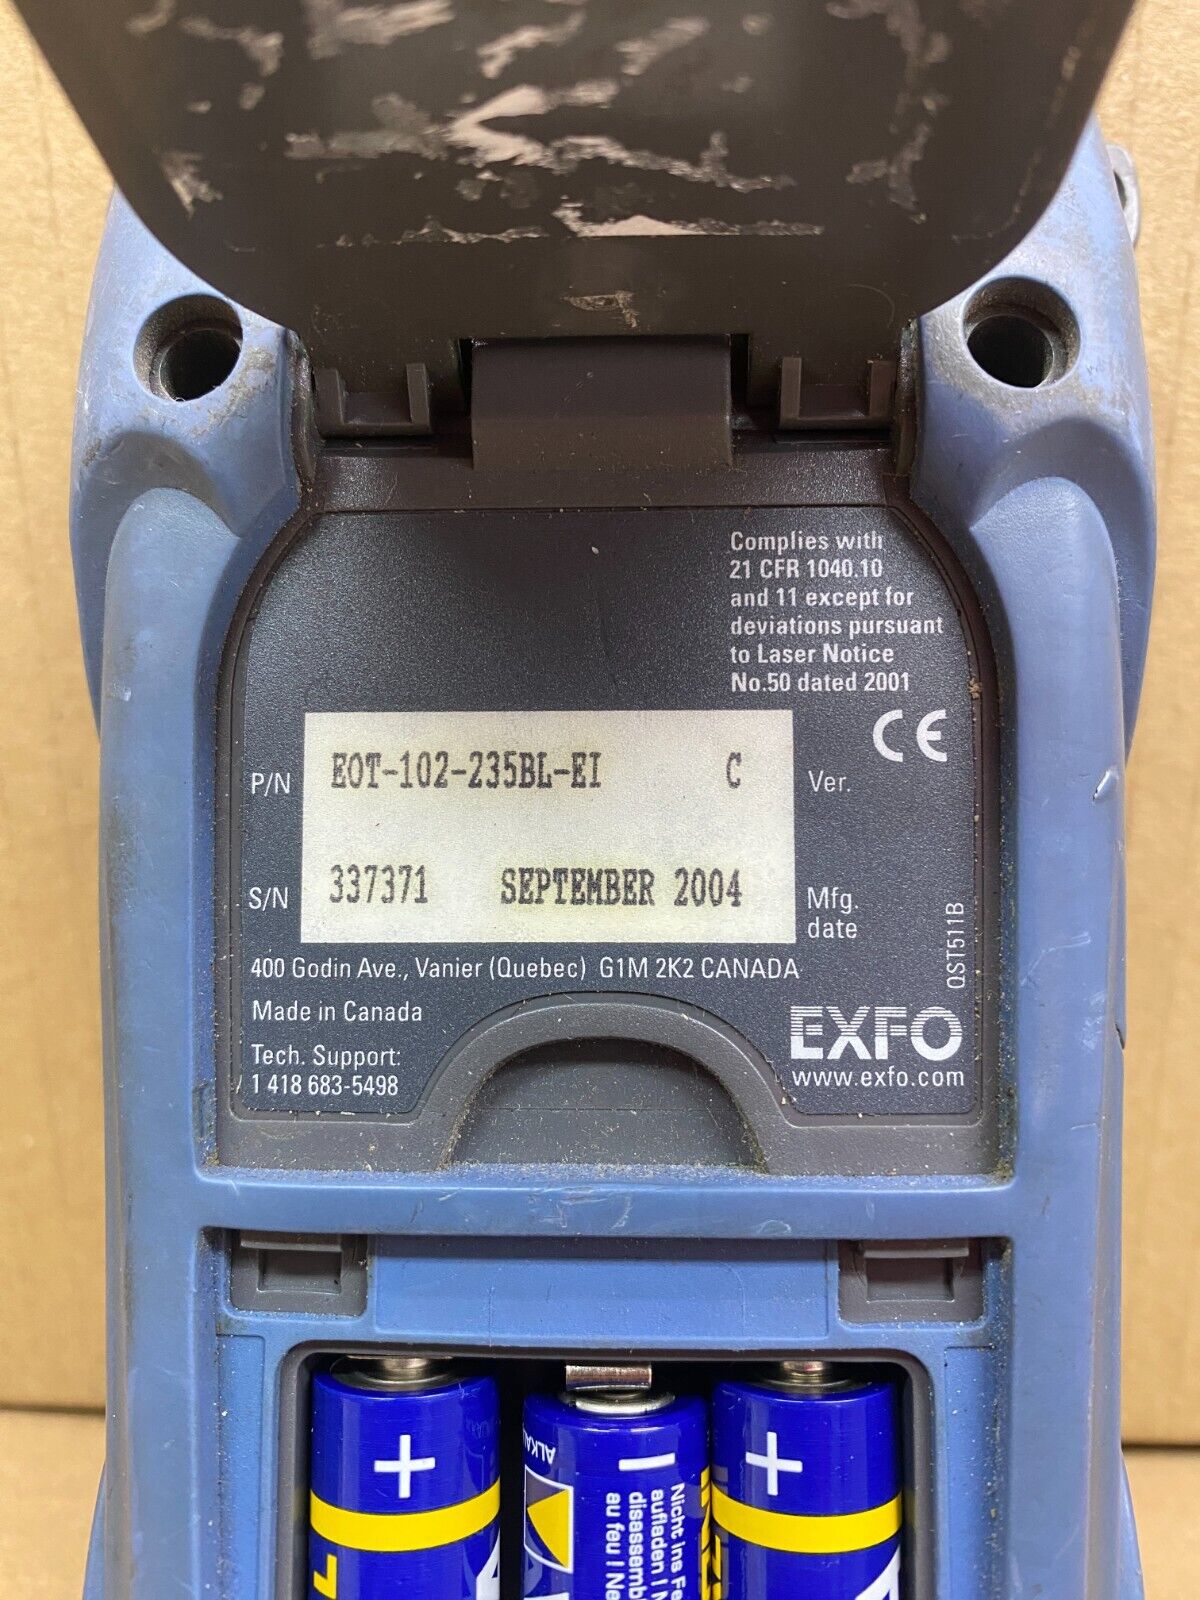 Complies with
21 CFR 1040.10
and 11 except for
deviations pursuant
to Laser Notice
No.50 dated 2001
CE
P/N EOT-102-235BL-EI C Ver.
S/N 337371 SEPTEMBER 2004 Mfg.
date
QST511B
400 Godin Ave., Vanier (Quebec) G1M 2K2 CANADA
Made in Canada
Tech. Support:
1 418 683-5498
EXFO
www.exfo.com
+
–
+
Nicht ins
aufladen
au feu